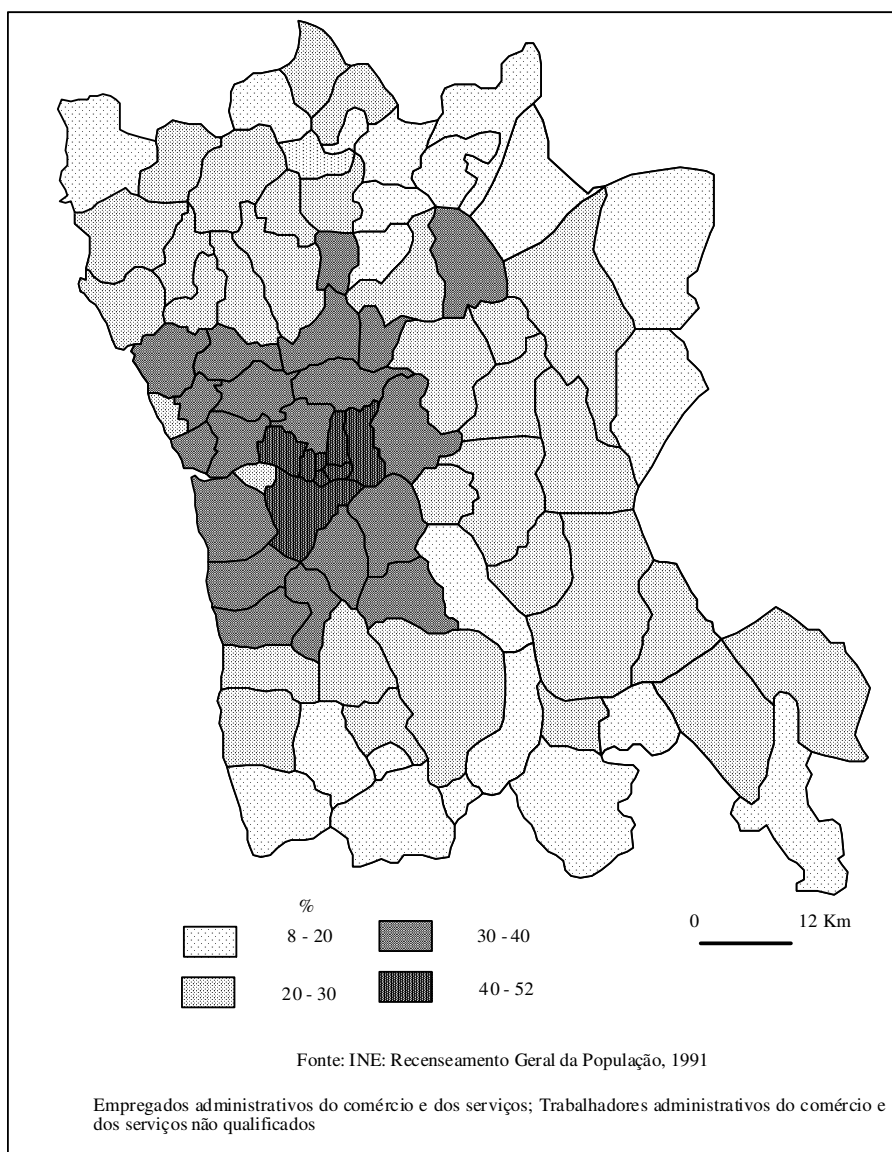 %
8 - 20
30 - 40
0
12 Km
20 - 30
40 - 52
Fonte: INE: Recenseamento Geral da População, 1991
Empregados administrativos do comércio e dos serviços; Trabalhadores administrativos do comércio e
dos serviços não qualificados